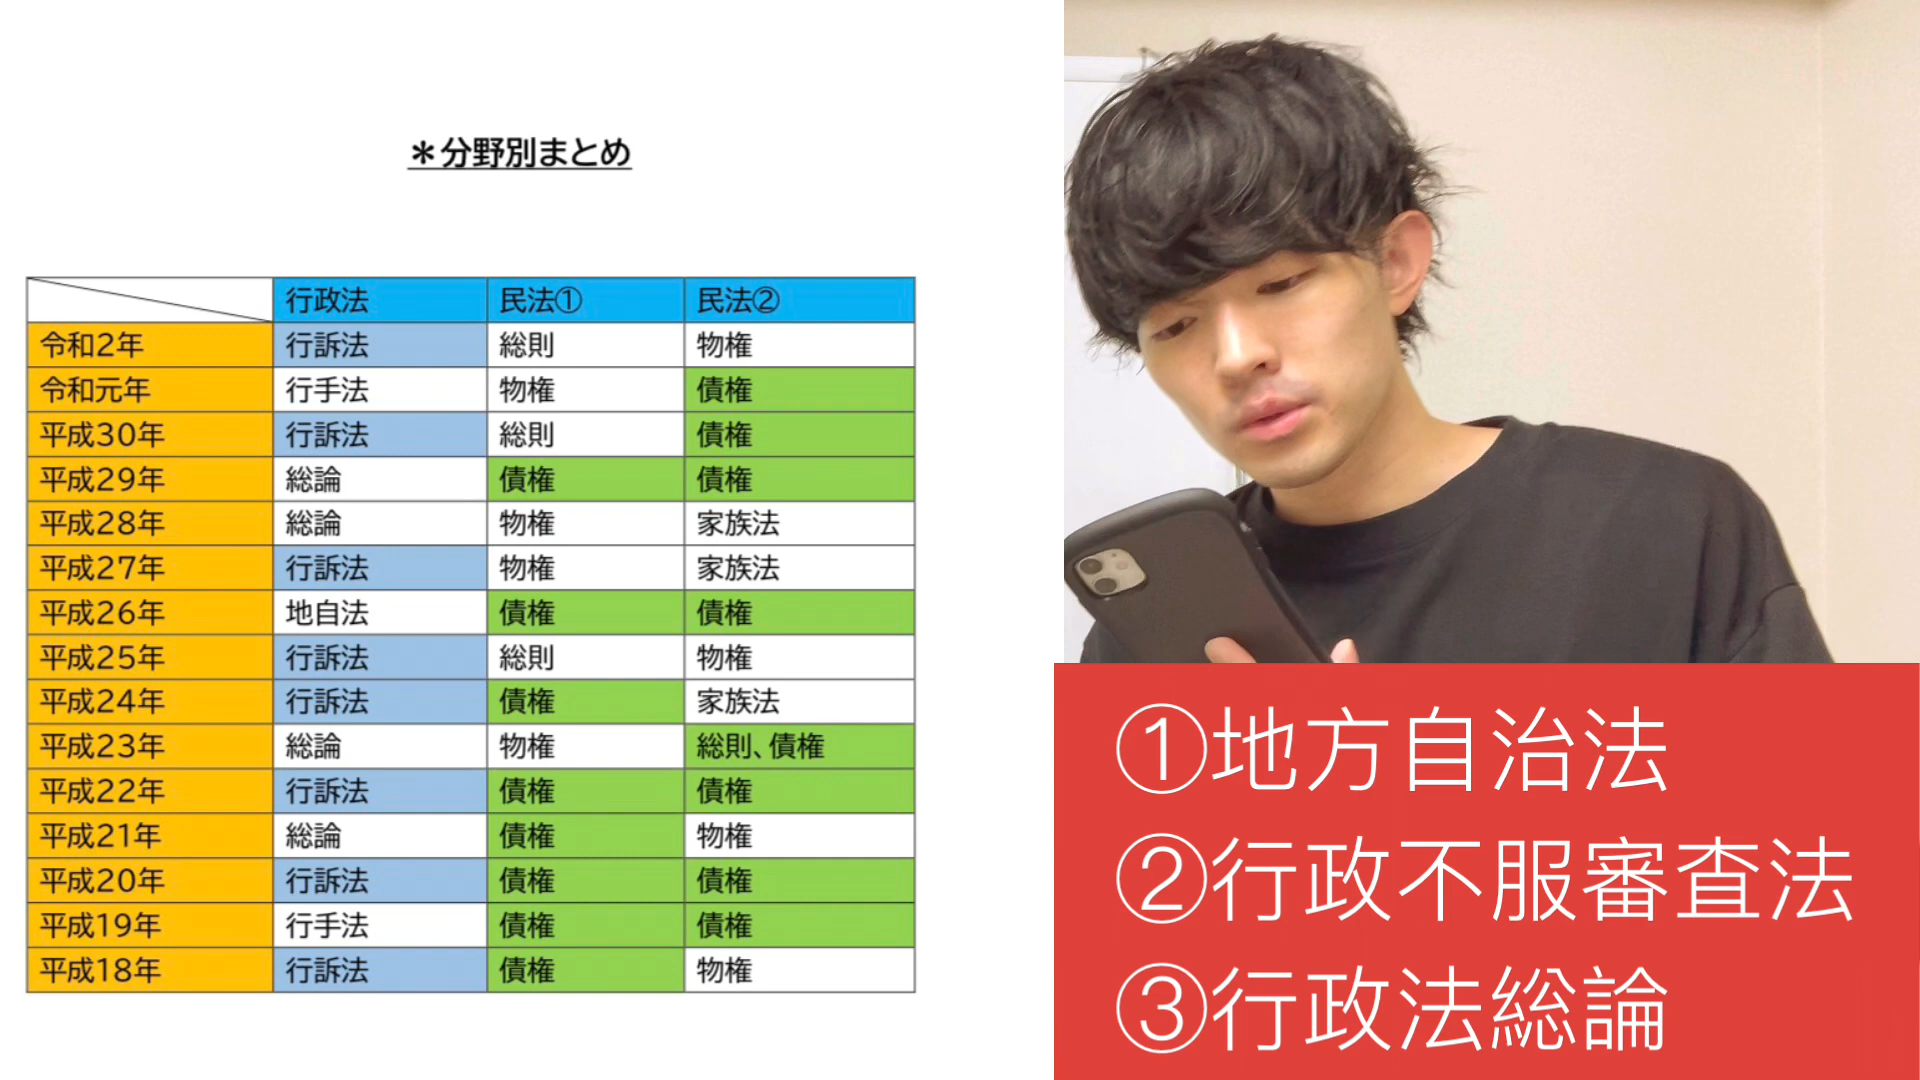 ＊分野別まとめ
行政法 民法① 民法②
令和2年 行訴法 総則 物権
令和元年 行手法 物権 債権
平成30年 行訴法 総則 債権
平成29年 総論 債権 債権
平成28年 総論 物権 家族法
平成27年 行訴法 物権 家族法
平成26年 地自法 債権 債権
平成25年 行訴法 総則 物権
平成24年 行訴法 債権 家族法
平成23年 総論 物権 総則、債権
平成22年 行訴法 債権 債権
平成21年 総論 債権 物権
平成20年 行訴法 債権 債権
平成19年 行手法 債権 債権
平成18年 行訴法 債権 物権
①地方自治法
②行政不服審査法
③行政法総論